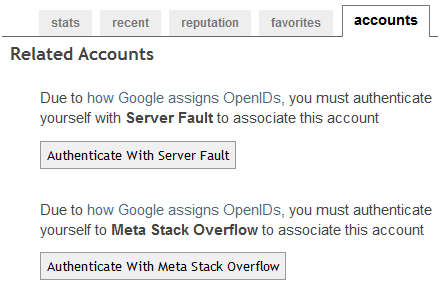 stats recent reputation favorites accounts
Related Accounts
Due to how Google assigns OpenIDs, you must authenticate
yourself with Server Fault to associate this account
Authenticate With Server Fault
Due to how Google assigns OpenIDs, you must authenticate
yourself to Meta Stack Overflow to associate this account
Authenticate With Meta Stack Overflow